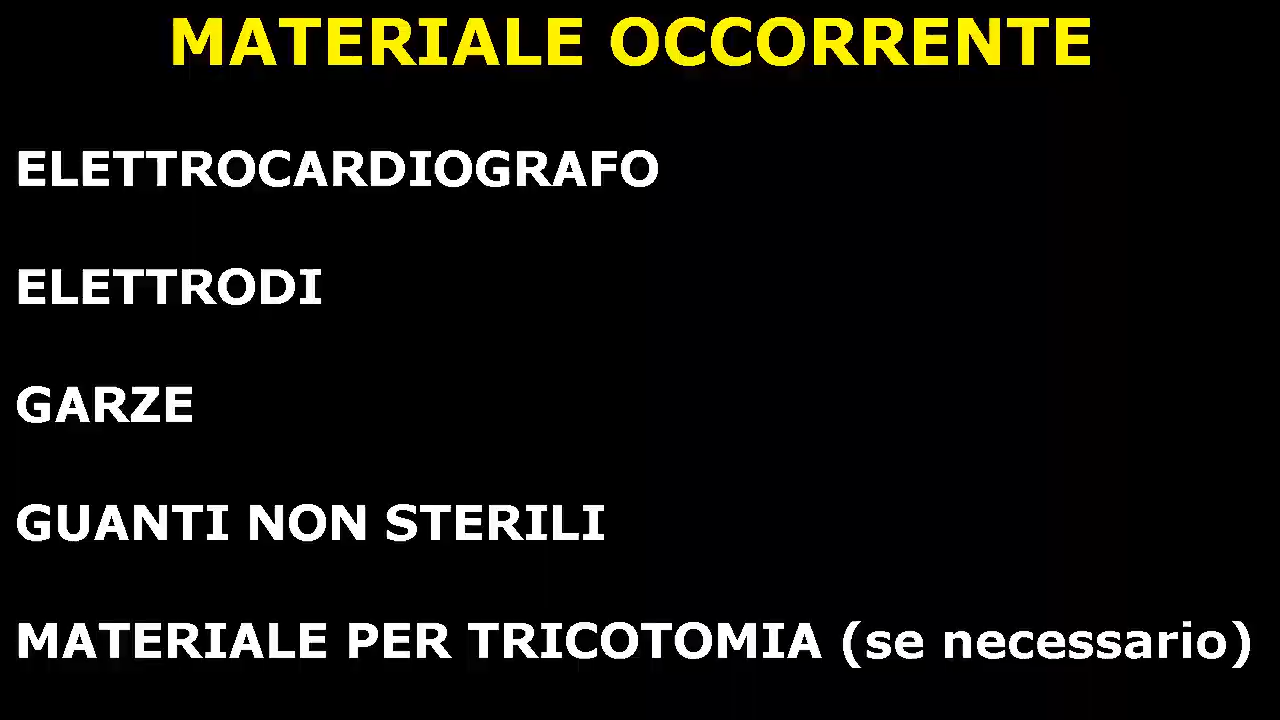 MATERIALE OCCORRENTE
ELETTROCARDIOGRAFO
ELETTRODI
GARZE
GUANTI NON STERILI
MATERIALE PER TRICOTOMIA (se necessario)